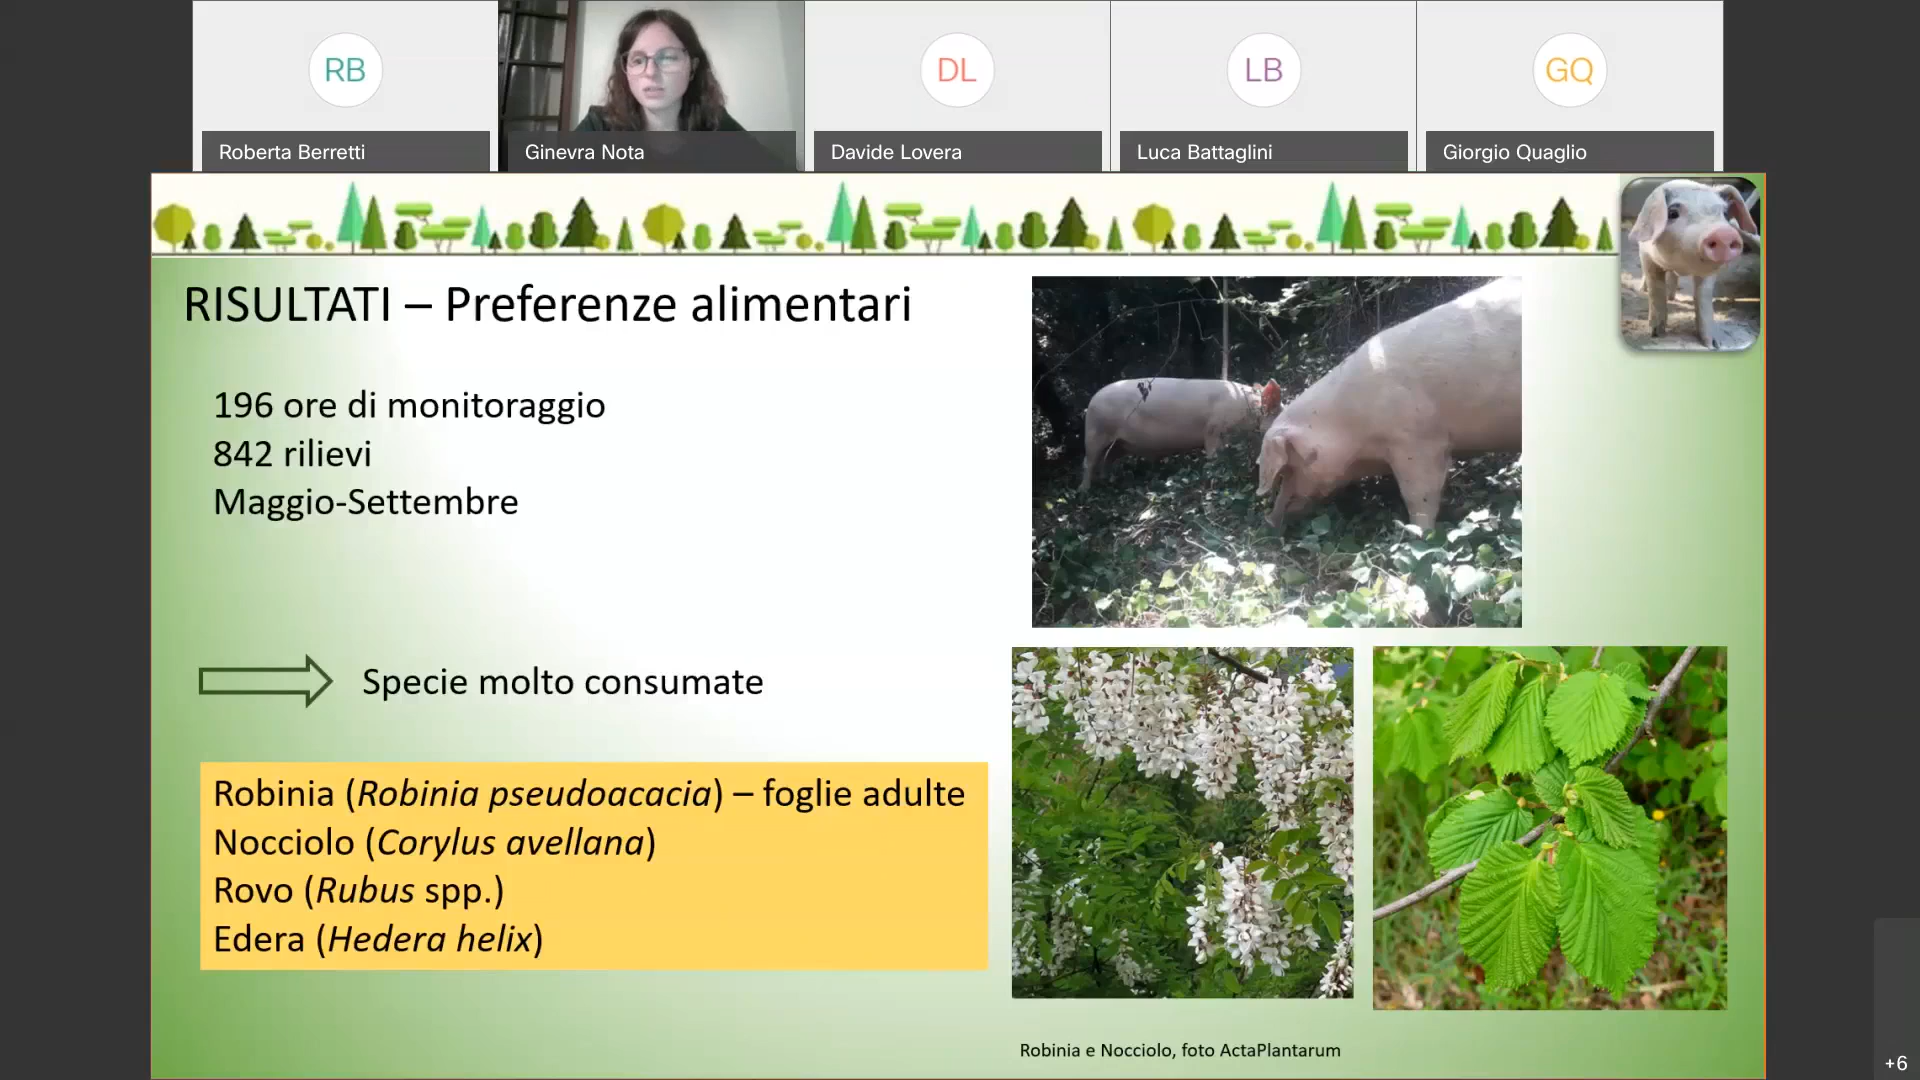 RB
DL
LB
GQ
Roberta Berretti
Ginevra Nota
Davide Lovera
Luca Battaglini
Giorgio Quaglio
RISULTATI – Preferenze alimentari
196 ore di monitoraggio
842 rilievi
Maggio-Settembre
Specie molto consumate
Robinia (Robinia pseudoacacia) – foglie adulte
Nocciolo (Corylus avellana)
Rovo (Rubus spp.)
Edera (Hedera helix)
Robinia e Nocciolo, foto ActaPlantarum
+6